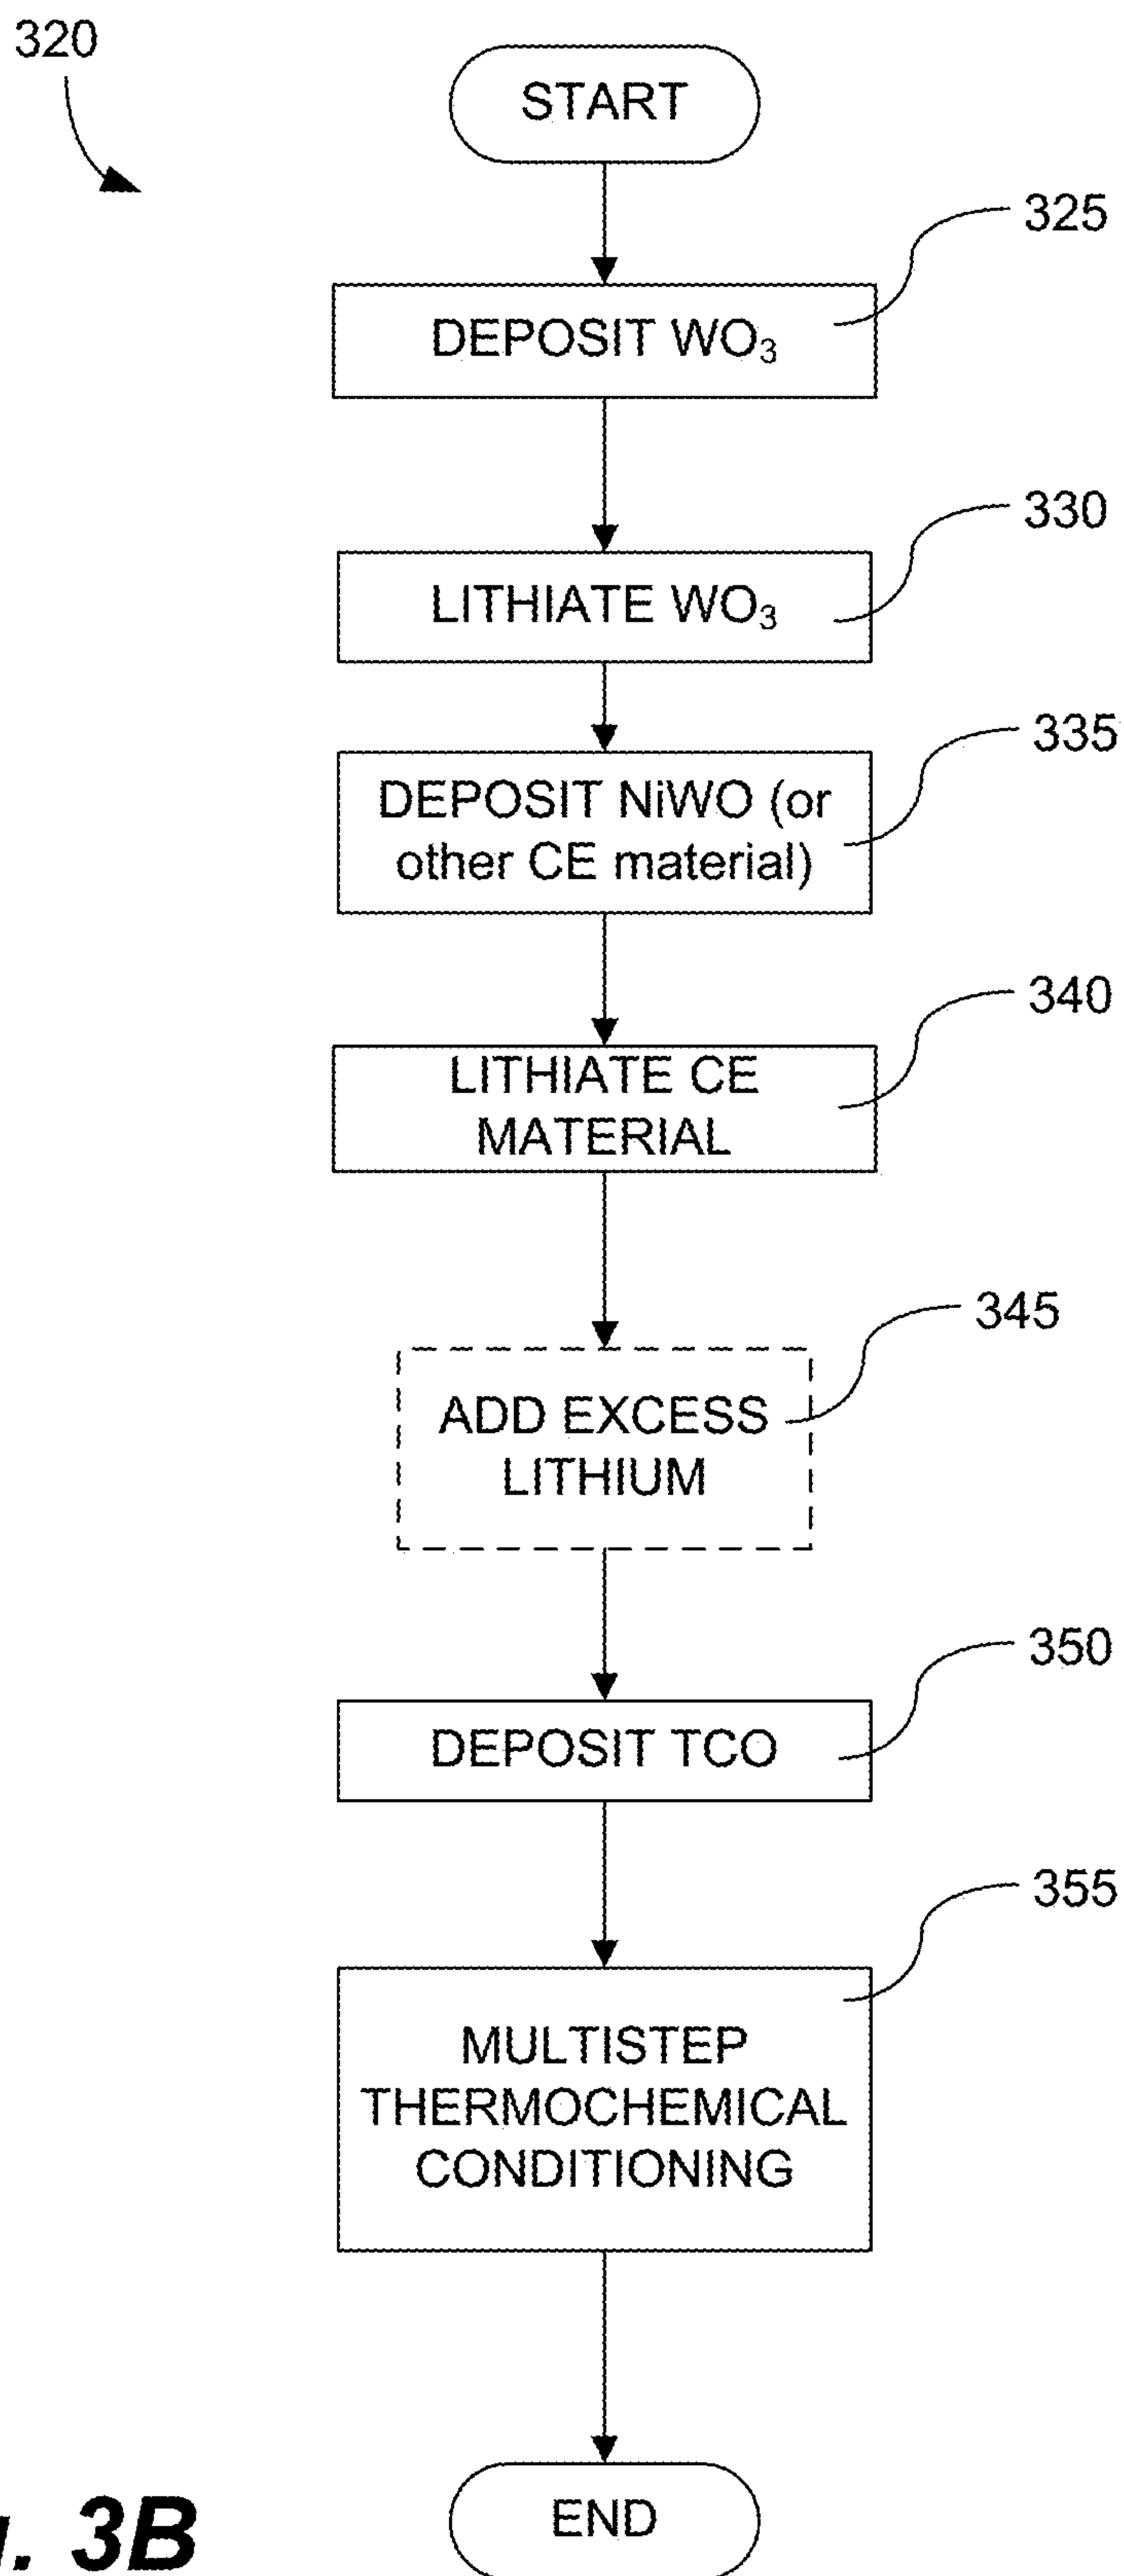 320
START
325
DEPOSIT WO₃
330
LITHIATE WO₃
335
DEPOSIT NiWO (or
other CE material)
340
LITHIATE CE
MATERIAL
345
ADD EXCESS
LITHIUM
350
DEPOSIT TCO
355
MULTISTEP
THERMOCHEMICAL
CONDITIONING
END
3B